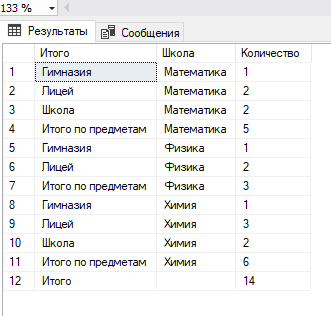 133 %
Результаты Сообщения
Итого Школа Количество
1 Гимназия Математика 1
2 Лицей Математика 2
3 Школа Математика 2
4 Итого по предметам Математика 5
5 Гимназия Физика 1
6 Лицей Физика 2
7 Итого по предметам Физика 3
8 Гимназия Химия 1
9 Лицей Химия 3
10 Школа Химия 2
11 Итого по предметам Химия 6
12 Итого 14